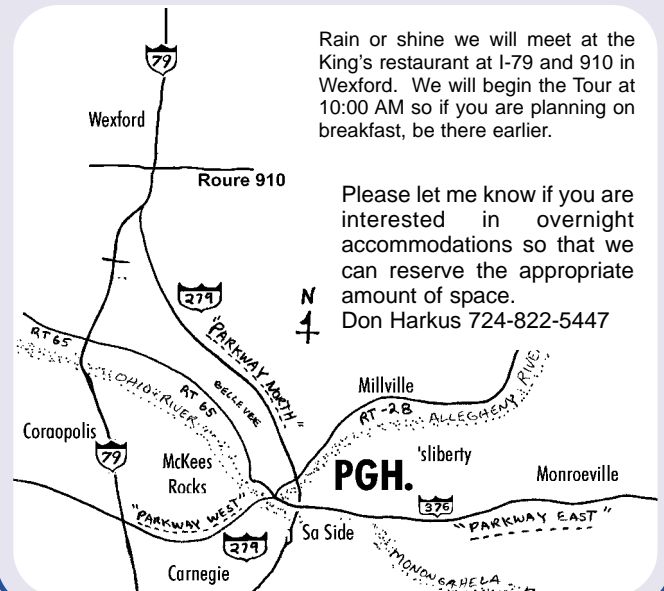 79
Rain or shine we will meet at the
King's restaurant at I-79 and 910 in
Wexford. We will begin the Tour at
10:00 AM so if you are planning on
breakfast, be there earlier.
Wexford
Roure 910
Please let me know if you are
interested in overnight
accommodations so that we
can reserve the appropriate
amount of space.
Don Harkus 724-822-5447
279
N
"PARKWAY NORTH"
RT 65
OHIO RIVER
RT 65
BELLEVUE
Millville
RT-28
ALLEGHENY RIVER
Coraopolis
79
McKees
Rocks
PGH.
'sliberty
Monroeville
"PARKWAY WEST"
376
"PARKWAY EAST"
279
Sa Side
Carnegie
MONONGAHELA